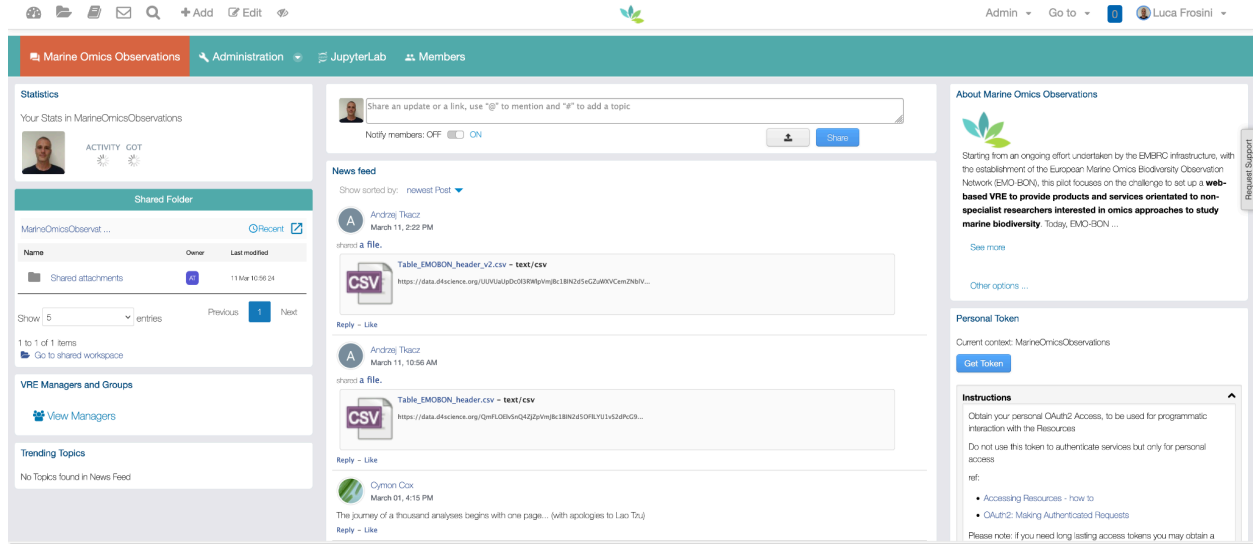 + Add Edit
Admin Go to 0 Luca Frosini
Marine Omics Observations Administration JupyterLab Members
Statistics
Your Stats in MarineOmicsObservations
ACTIVITY GOT
Shared Folder
MarineOmicsObservat ... Recent
Name Owner Last modified
Shared attachments AT 11 Mar 10:56 24
Show 5 entries Previous 1 Next
1 to 1 of 1 items
Go to shared workspace
VRE Managers and Groups
View Managers
Trending Topics
No Topics found in News Feed
Share an update or a link, use "@" to mention and "#" to add a topic
Notify members: OFF ON
Share
News feed
Show sorted by: newest Post
A Andrzej Tkacz
March 11, 2:22 PM
shared a file.
CSV
Table_EMOBON_header_v2.csv - text/csv
Reply - Like
A Andrzej Tkacz
March 11, 10:56 AM
shared a file.
CSV
Table_EMOBON_header.csv - text/csv
Reply - Like
Cymon Cox
March 01, 4:15 PM
The journey of a thousand analyses begins with one page... (with apologies to Lao Tzu)
Reply - Like
About Marine Omics Observations
Starting from an ongoing effort undertaken by the EMBRC infrastructure, with
the establishment of the European Marine Omics Biodiversity Observation
Network (EMO-BON), this pilot focuses on the challenge to set up a web-
based VRE to provide products and services orientated to non-
specialist researchers interested in omics approaches to study
marine biodiversity. Today, EMO-BON ...
See more
Other options ...
Personal Token
Current context: MarineOmicsObservations
Get Token
Instructions
Obtain your personal OAuth2 Access, to be used for programmatic
interaction with the Resources
Do not use this token to authenticate services but only for personal
access
ref:
• Accessing Resources - how to
• OAuth2: Making Authenticated Requests
Please note: if you need long lasting access tokens you may obtain a
Request Support